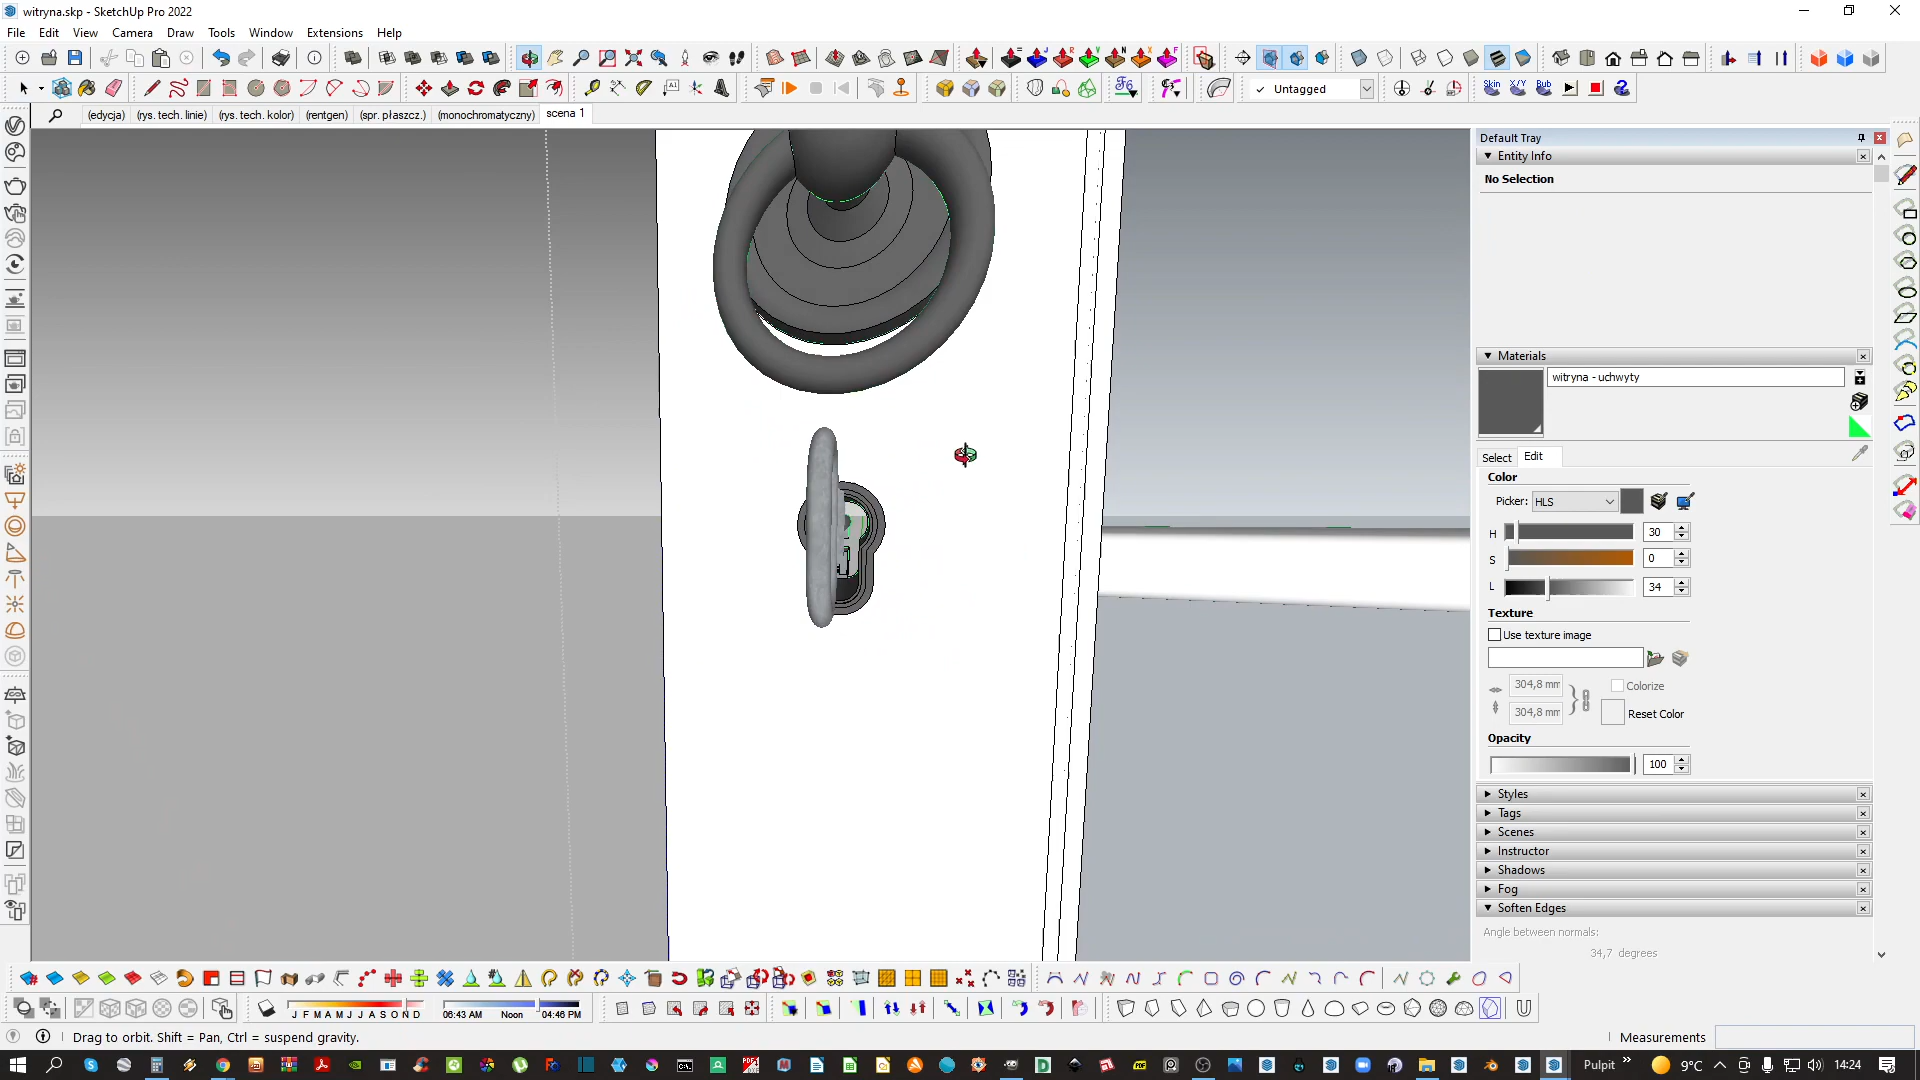 witryna.skp - SketchUp Pro 2022
File Edit View Camera Draw Tools Window Extensions Help
Untagged
Skin X/Y Bub
(edycja) (rys. tech. linie) (rys. tech. kolor) (rentgen) (spr. płaszcz.) (monochromatyczny) scena 1
Default Tray
Entity Info
No Selection
Materials
witryna - uchwyty
Select Edit
Color
Picker: HLS
H 30
S 0
L 34
Texture
Use texture image
304,8 mm
Colorize
304,8 mm
Reset Color
Opacity
100
Styles
Tags
Scenes
Instructor
Shadows
Fog
Soften Edges
Angle between normals:
34,7 degrees
J F M A M J J A S O N D
06:43 AM Noon 04:46 PM
Drag to orbit. Shift = Pan, Ctrl = suspend gravity.
Measurements
Pulpit
9°C
14:24